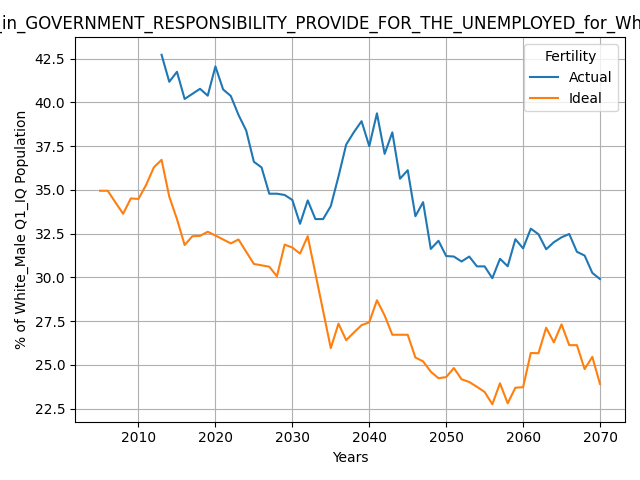 _in_GOVERNMENT_RESPONSIBILITY_PROVIDE_FOR_THE_UNEMPLOYED_for_Wh
Fertility
Actual
Ideal
% of White_Male Q1_IQ Population
42.5
40.0
37.5
35.0
32.5
30.0
27.5
25.0
22.5
2010 2020 2030 2040 2050 2060 2070
Years